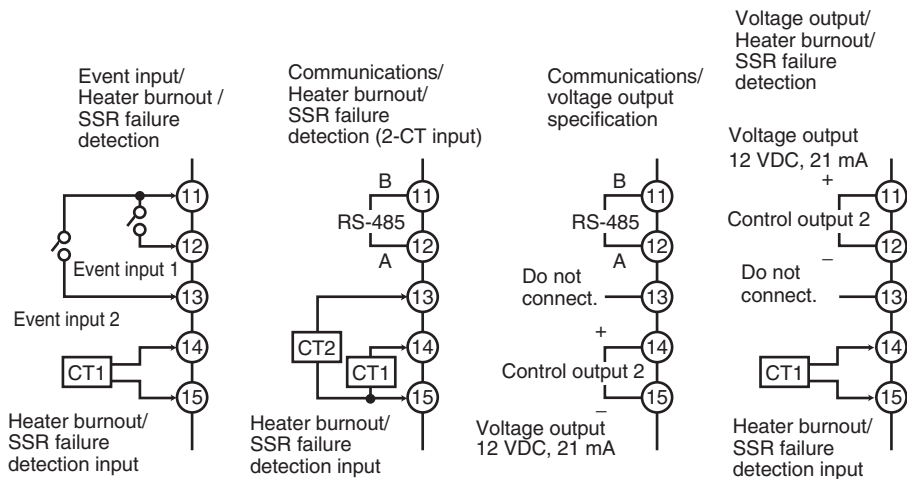 Event input/
Heater burnout /
SSR failure
detection
11
12
Event input 1
13
Event input 2
14
CT1
15
Heater burnout/
SSR failure
detection input
Communications/
Heater burnout/
SSR failure
detection (2-CT input)
B
11
RS-485
12
A
13
CT2
14
CT1
15
Heater burnout/
SSR failure
detection input
Communications/
voltage output
specification
B
11
RS-485
12
A
Do not
connect.
13
+
14
Control output 2
15
−
Voltage output
12 VDC, 21 mA
Voltage output/
Heater burnout/
SSR failure
detection
Voltage output
12 VDC, 21 mA
+
11
Control output 2
12
−
Do not
connect.
13
14
CT1
15
Heater burnout/
SSR failure
detection input